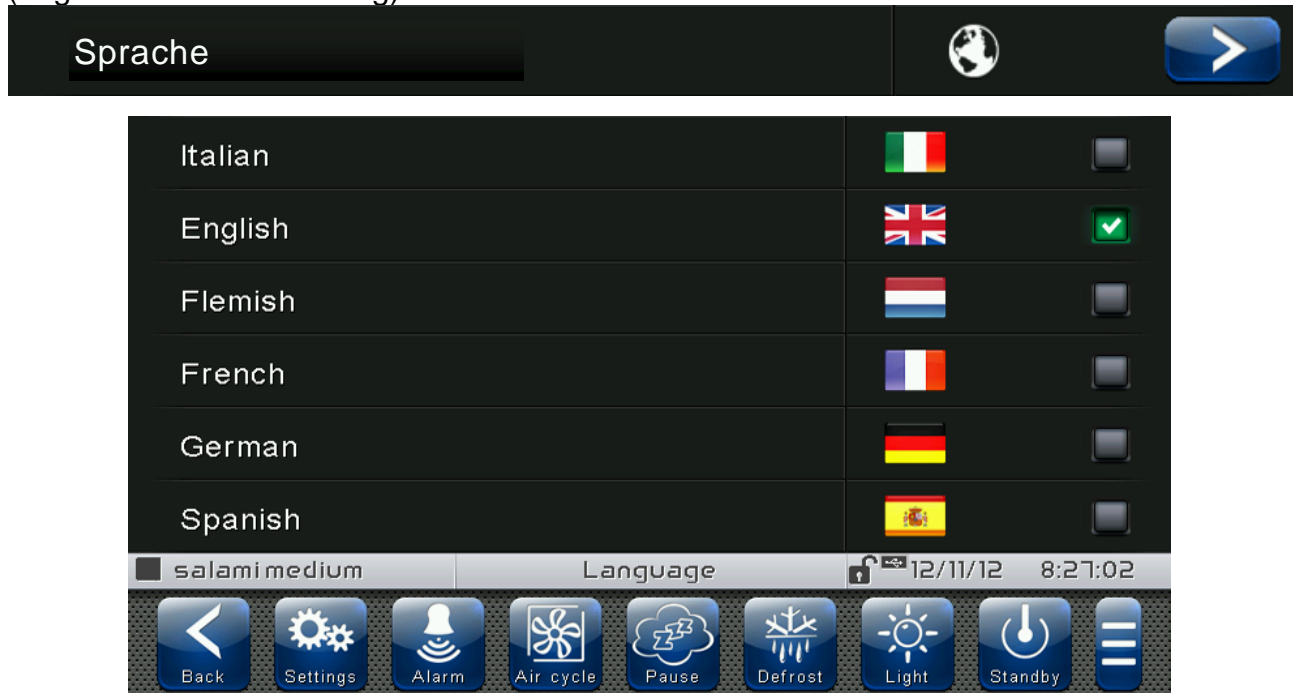 Sprache
Italian
English
Flemish
French
German
Spanish
salami medium Language 12/11/12 8:27:02
Back Settings Alarm Air cycle Pause Defrost Light Standby